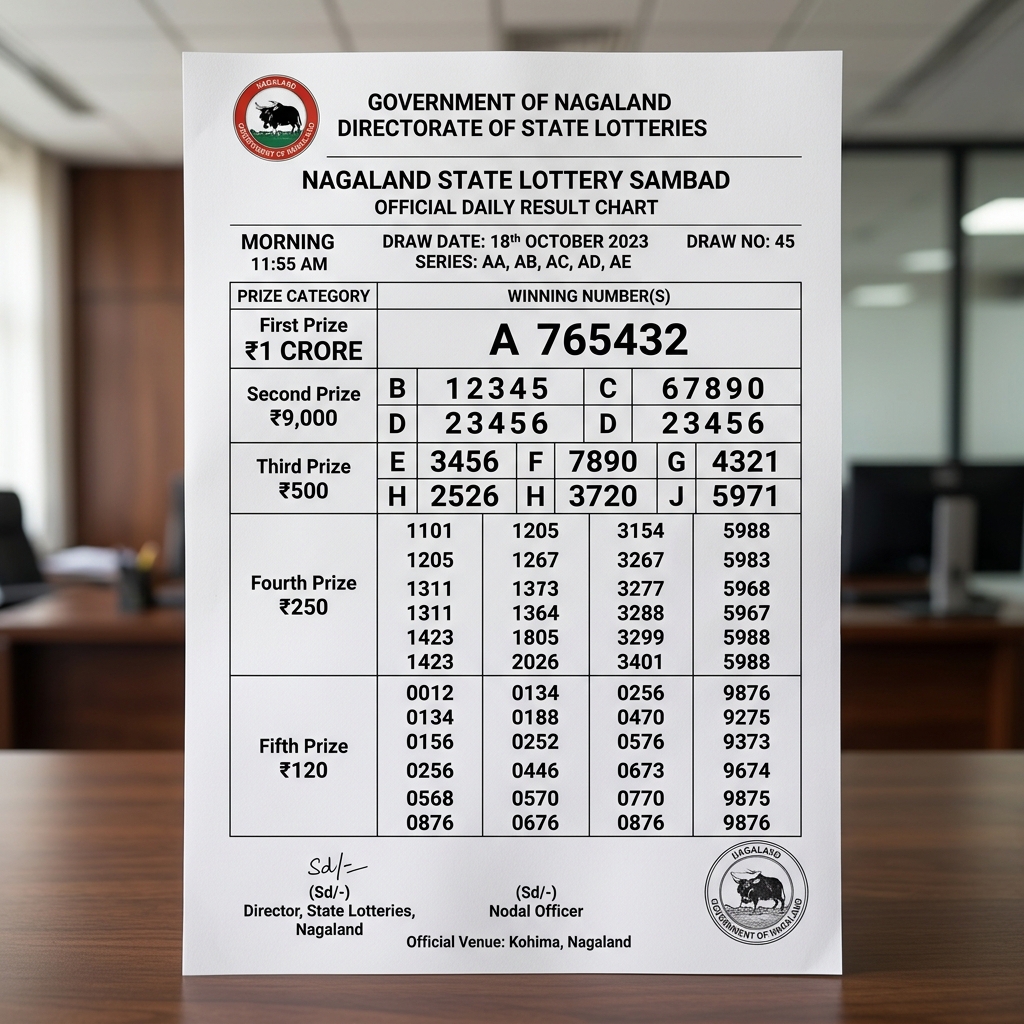 GOVERNMENT OF NAGALAND
DIRECTORATE OF STATE LOTTERIES
NAGALAND STATE LOTTERY SAMBAD
OFFICIAL DAILY RESULT CHART
MORNING
11:55 AM
DRAW DATE: 18th OCTOBER 2023
SERIES: AA, AB, AC, AD, AE
DRAW NO: 45
PRIZE CATEGORY WINNING NUMBER(S)
First Prize
₹1 CRORE
A 765432
Second Prize
₹9,000
B 12345 C 67890
D 23456 D 23456
Third Prize
₹500
E 3456 F 7890 G 4321
H 2526 H 3720 J 5971
Fourth Prize
₹250
1101 1205 3154 5988
1205 1267 3267 5983
1311 1373 3277 5968
1311 1364 3288 5967
1423 1805 3299 5988
1423 2026 3401 5988
Fifth Prize
₹120
0012 0134 0256 9876
0134 0188 0470 9275
0156 0252 0576 9373
0256 0446 0673 9674
0568 0570 0770 9875
0876 0676 0876 9876
Sd/-
(Sd/-)
Director, State Lotteries,
Nagaland
(Sd/-)
Nodal Officer
Official Venue: Kohima, Nagaland